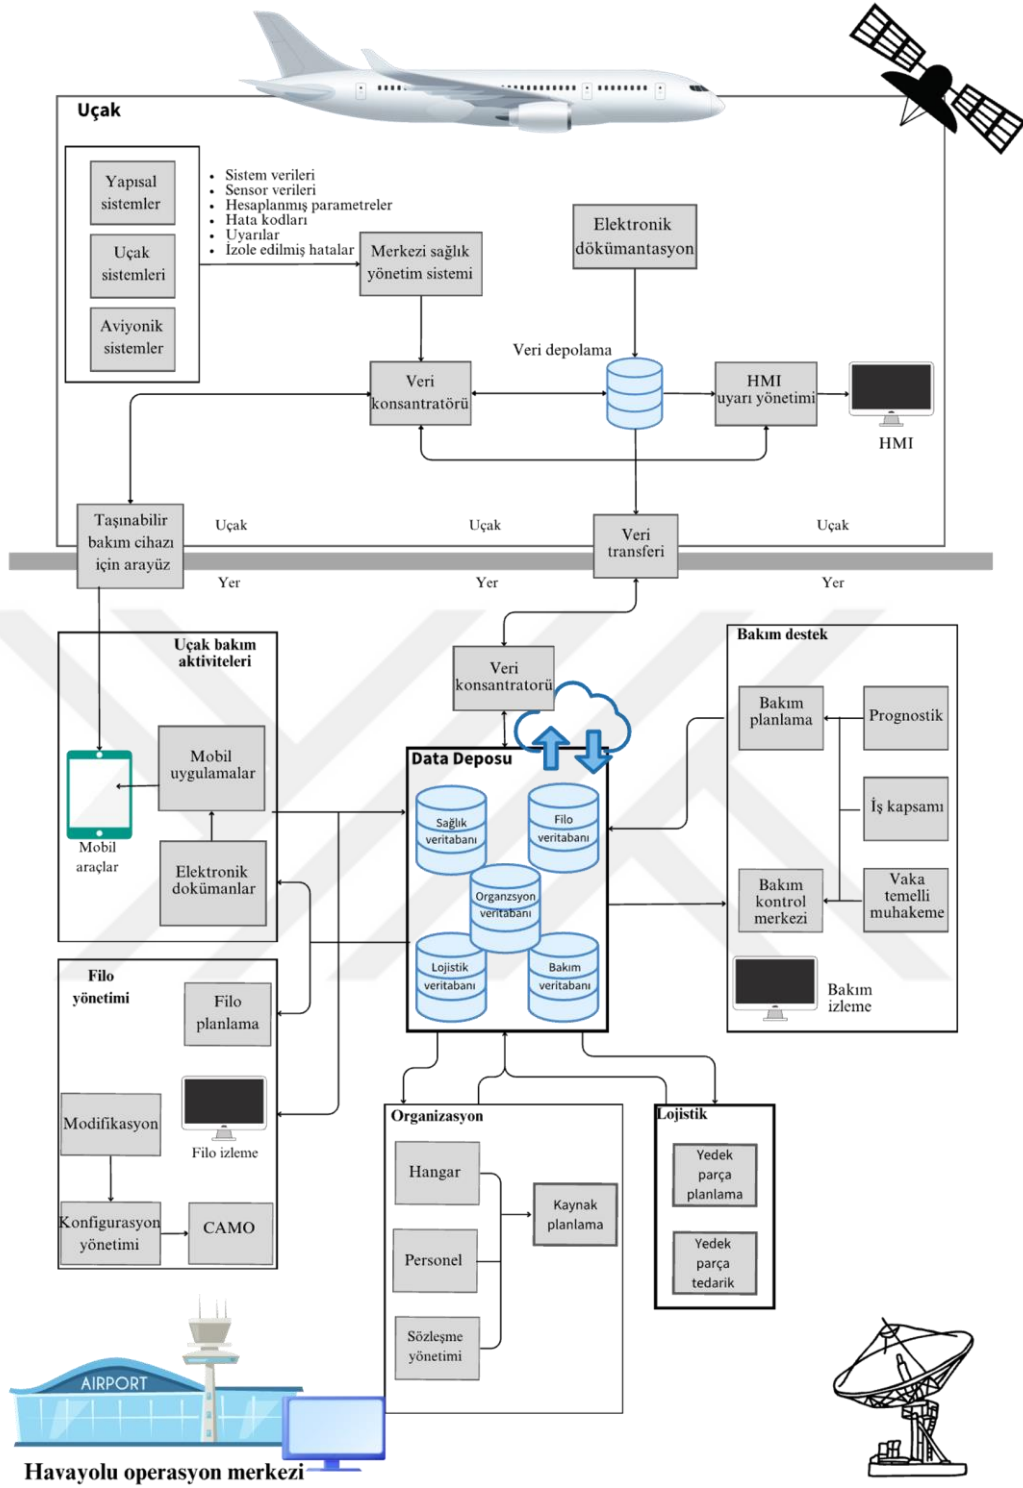 Uçak
Yapısal
sistemler
Uçak
sistemleri
Aviyonik
sistemler
• Sistem verileri
• Sensor verileri
• Hesaplanmış parametreler
• Hata kodları
• Uyarılar
• İzole edilmiş hatalar
Merkezi sağlık
yönetim sistemi
Elektronik
dökümantasyon
Veri depolama
Veri
konsantratörü
HMI
uyarı yönetimi
HMI
Taşınabilir
bakım cihazı
için arayüz
Uçak
Uçak
Veri
transferi
Uçak
Yer
Yer
Yer
Uçak bakım
aktiviteleri
Mobil
uygulamalar
Mobil
araçlar
Elektronik
dokümanlar
Veri
konsantratorü
Data Deposu
Sağlık
veritabanı
Filo
veritabanı
Organzsyon
veritabanı
Lojistik
veritabanı
Bakım
veritabanı
Bakım destek
Bakım
planlama
Prognostik
İş kapsamı
Bakım
kontrol
merkezi
Vaka
temelli
muhakeme
Bakım
izleme
Filo
yönetimi
Filo
planlama
Modifikasyon
Filo izleme
Konfigurasyon
yönetimi
CAMO
Organizasyon
Hangar
Personel
Sözleşme
yönetimi
Kaynak
planlama
Lojistik
Yedek
parça
planlama
Yedek
parça
tedarik
AIRPORT
Havayolu operasyon merkezi